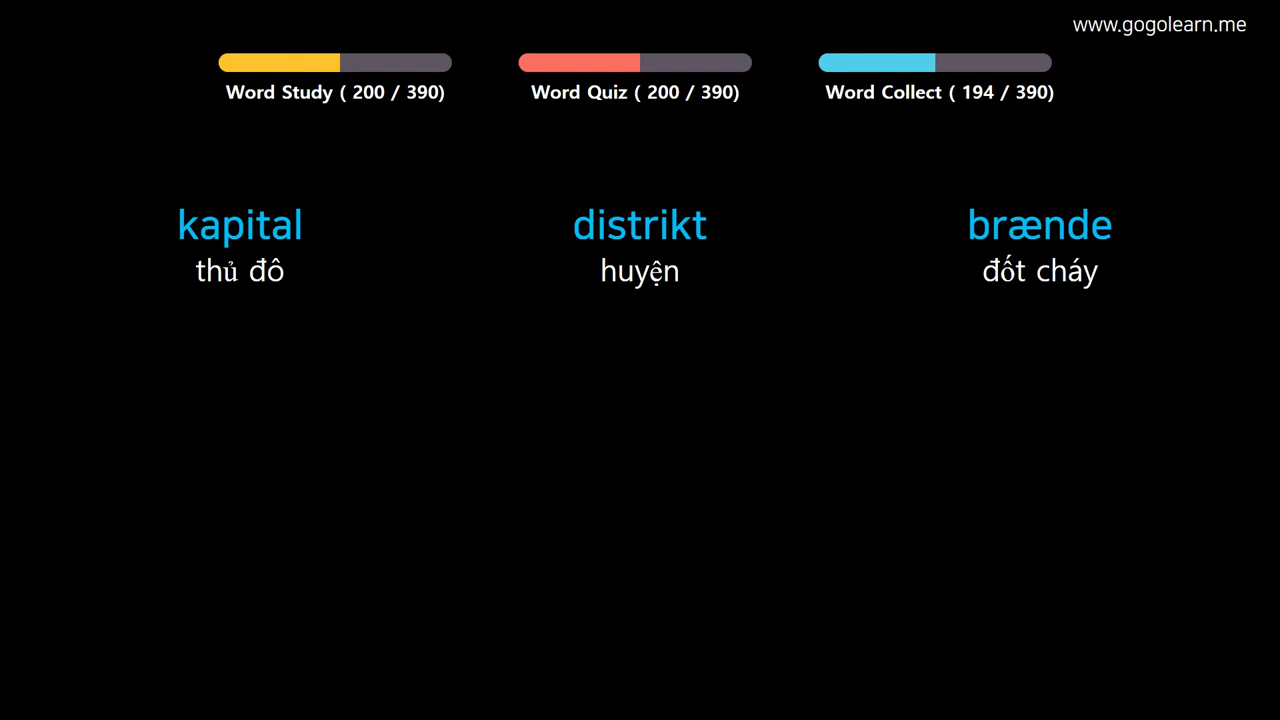 www.gogolearn.me
Word Study ( 200 / 390)
Word Quiz ( 200 / 390)
Word Collect ( 194 / 390)
kapital
thủ đô
distrikt
huyện
brænde
đốt cháy